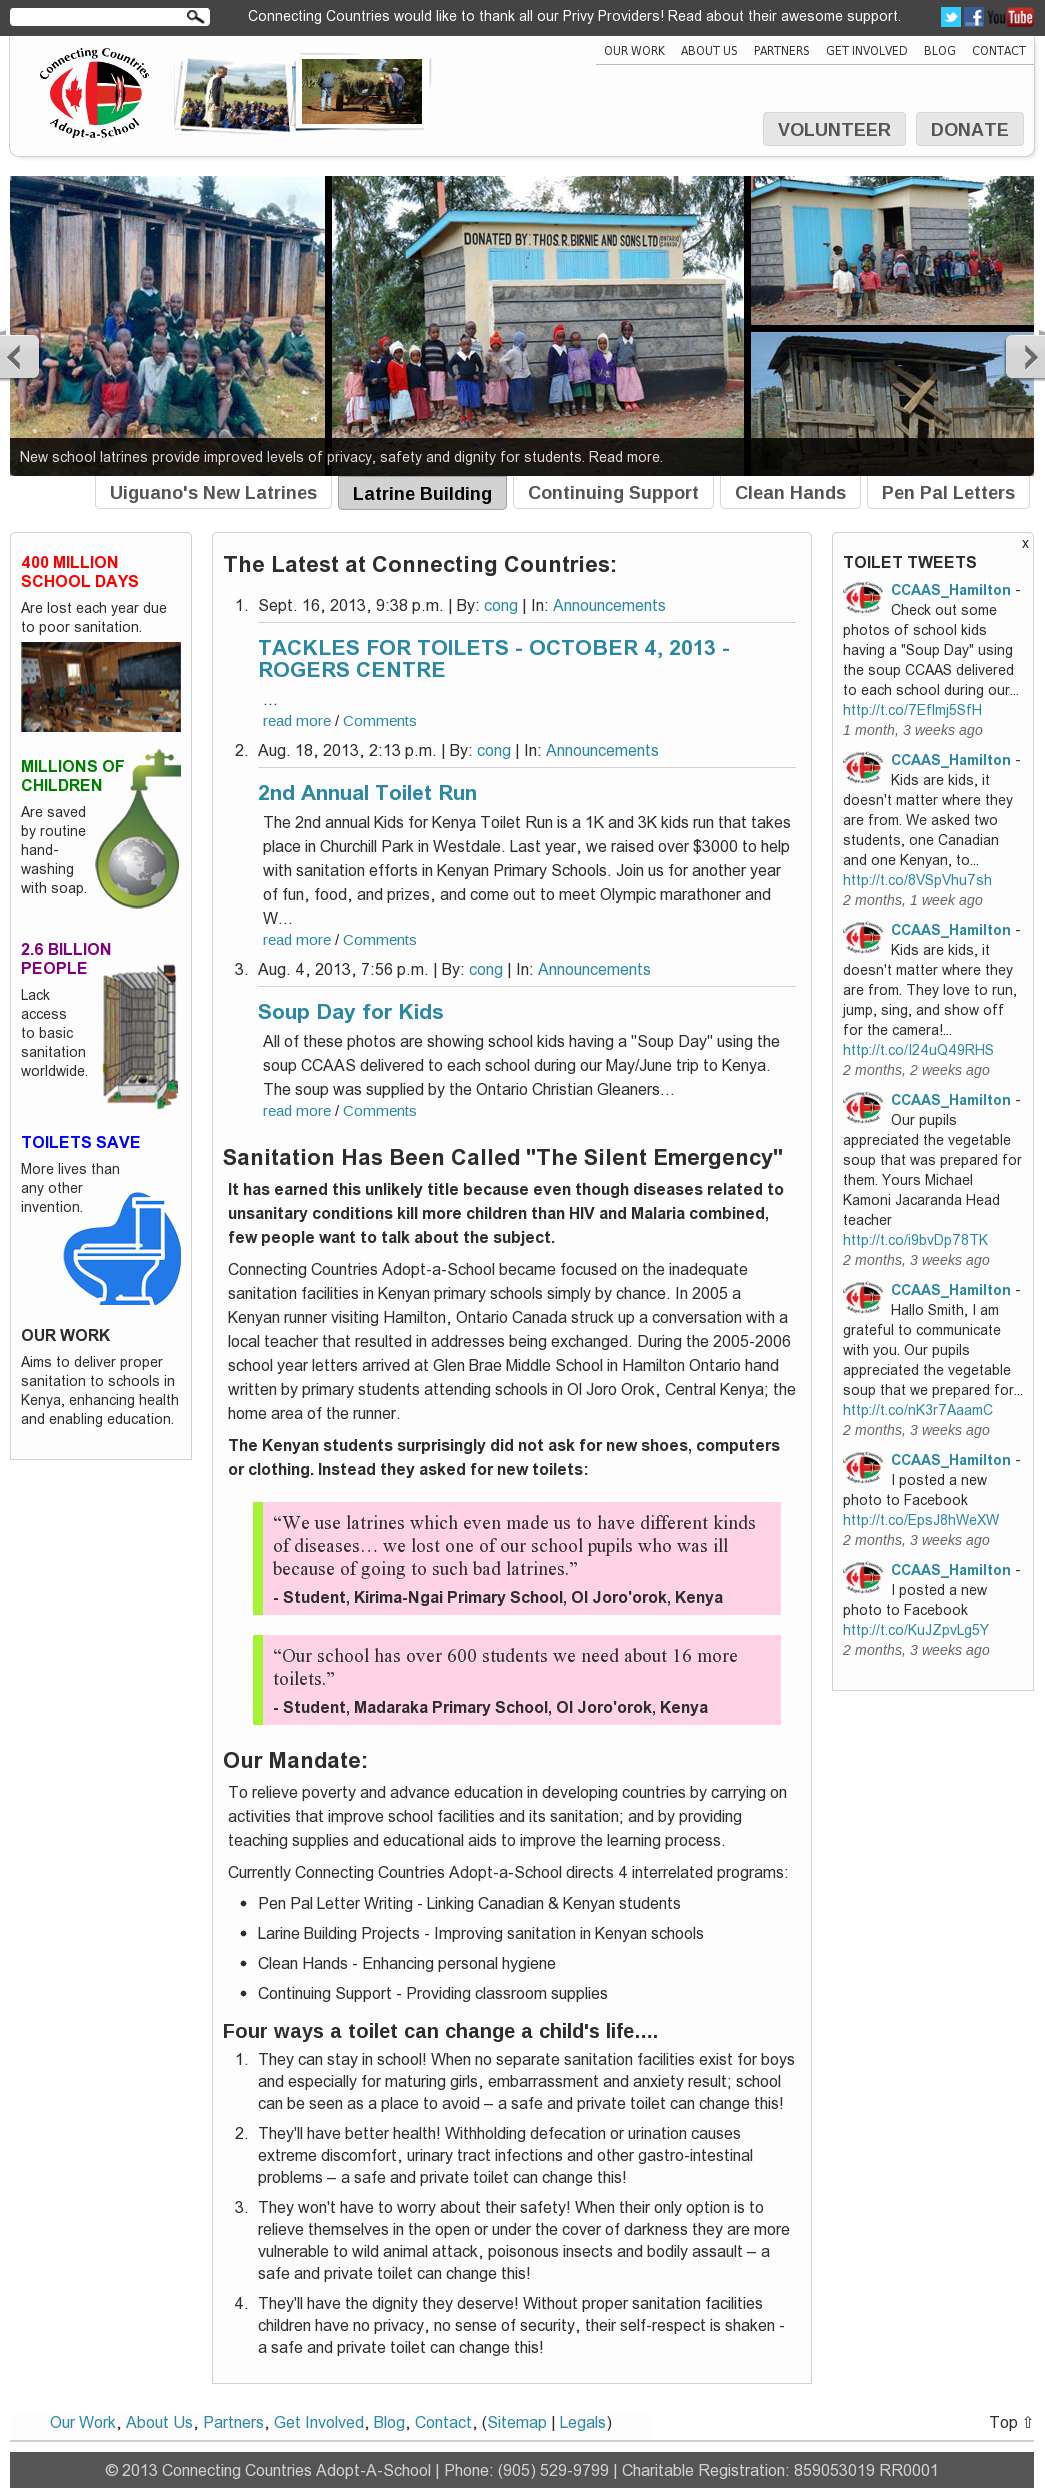 Connecting Countries would like to thank all our Privy Providers! Read about their awesome support.
You Tube
Connecting Countries
Adopt-a-School
OUR WORK ABOUT US PARTNERS GET INVOLVED BLOG CONTACT
VOLUNTEER DONATE
DONATED BY: THOS. R. BIRNIE AND SONS LTD (ONTARIO CANADA)
New school latrines provide improved levels of privacy, safety and dignity for students. Read more.
Uiguano's New Latrines Latrine Building Continuing Support Clean Hands Pen Pal Letters
400 MILLION
SCHOOL DAYS
Are lost each year due
to poor sanitation.
MILLIONS OF
CHILDREN
Are saved
by routine
hand-
washing
with soap.
2.6 BILLION
PEOPLE
Lack
access
to basic
sanitation
worldwide.
TOILETS SAVE
More lives than
any other
invention.
OUR WORK
Aims to deliver proper
sanitation to schools in
Kenya, enhancing health
and enabling education.
The Latest at Connecting Countries:
1. Sept. 16, 2013, 9:38 p.m. | By: cong | In: Announcements
TACKLES FOR TOILETS - OCTOBER 4, 2013 -
ROGERS CENTRE
...
read more / Comments
2. Aug. 18, 2013, 2:13 p.m. | By: cong | In: Announcements
2nd Annual Toilet Run
The 2nd annual Kids for Kenya Toilet Run is a 1K and 3K kids run that takes
place in Churchill Park in Westdale. Last year, we raised over $3000 to help
with sanitation efforts in Kenyan Primary Schools. Join us for another year
of fun, food, and prizes, and come out to meet Olympic marathoner and
W...
read more / Comments
3. Aug. 4, 2013, 7:56 p.m. | By: cong | In: Announcements
Soup Day for Kids
All of these photos are showing school kids having a "Soup Day" using the
soup CCAAS delivered to each school during our May/June trip to Kenya.
The soup was supplied by the Ontario Christian Gleaners...
read more / Comments
Sanitation Has Been Called "The Silent Emergency"
It has earned this unlikely title because even though diseases related to
unsanitary conditions kill more children than HIV and Malaria combined,
few people want to talk about the subject.
Connecting Countries Adopt-a-School became focused on the inadequate
sanitation facilities in Kenyan primary schools simply by chance. In 2005 a
Kenyan runner visiting Hamilton, Ontario Canada struck up a conversation with a
local teacher that resulted in addresses being exchanged. During the 2005-2006
school year letters arrived at Glen Brae Middle School in Hamilton Ontario hand
written by primary students attending schools in Ol Joro Orok, Central Kenya; the
home area of the runner.
The Kenyan students surprisingly did not ask for new shoes, computers
or clothing. Instead they asked for new toilets:
“We use latrines which even made us to have different kinds
of diseases… we lost one of our school pupils who was ill
because of going to such bad latrines.”
- Student, Kirima-Ngai Primary School, Ol Joro'orok, Kenya
“Our school has over 600 students we need about 16 more
toilets.”
- Student, Madaraka Primary School, Ol Joro'orok, Kenya
Our Mandate:
To relieve poverty and advance education in developing countries by carrying on
activities that improve school facilities and its sanitation; and by providing
teaching supplies and educational aids to improve the learning process.
Currently Connecting Countries Adopt-a-School directs 4 interrelated programs:
• Pen Pal Letter Writing - Linking Canadian & Kenyan students
• Larine Building Projects - Improving sanitation in Kenyan schools
• Clean Hands - Enhancing personal hygiene
• Continuing Support - Providing classroom supplies
Four ways a toilet can change a child's life....
1. They can stay in school! When no separate sanitation facilities exist for boys
and especially for maturing girls, embarrassment and anxiety result; school
can be seen as a place to avoid – a safe and private toilet can change this!
2. They'll have better health! Withholding defecation or urination causes
extreme discomfort, urinary tract infections and other gastro-intestinal
problems – a safe and private toilet can change this!
3. They won't have to worry about their safety! When their only option is to
relieve themselves in the open or under the cover of darkness they are more
vulnerable to wild animal attack, poisonous insects and bodily assault – a
safe and private toilet can change this!
4. They'll have the dignity they deserve! Without proper sanitation facilities
children have no privacy, no sense of security, their self-respect is shaken -
a safe and private toilet can change this!
x
TOILET TWEETS
CCAAS_Hamilton -
Check out some
photos of school kids
having a "Soup Day" using
the soup CCAAS delivered
to each school during our...
http://t.co/7Eflmj5SfH
1 month, 3 weeks ago
CCAAS_Hamilton -
Kids are kids, it
doesn't matter where they
are from. We asked two
students, one Canadian
and one Kenyan, to...
http://t.co/8VSpVhu7sh
2 months, 1 week ago
CCAAS_Hamilton -
Kids are kids, it
doesn't matter where they
are from. They love to run,
jump, sing, and show off
for the camera!...
http://t.co/I24uQ49RHS
2 months, 2 weeks ago
CCAAS_Hamilton -
Our pupils
appreciated the vegetable
soup that was prepared for
them. Yours Michael
Kamoni Jacaranda Head
teacher
http://t.co/i9bvDp78TK
2 months, 3 weeks ago
CCAAS_Hamilton -
Hallo Smith, I am
grateful to communicate
with you. Our pupils
appreciated the vegetable
soup that we prepared for...
http://t.co/nK3r7AaamC
2 months, 3 weeks ago
CCAAS_Hamilton -
I posted a new
photo to Facebook
http://t.co/EpsJ8hWeXW
2 months, 3 weeks ago
CCAAS_Hamilton -
I posted a new
photo to Facebook
http://t.co/KuJZpvLg5Y
2 months, 3 weeks ago
Our Work, About Us, Partners, Get Involved, Blog, Contact, (Sitemap | Legals) Top ⇧
© 2013 Connecting Countries Adopt-A-School | Phone: (905) 529-9799 | Charitable Registration: 859053019 RR0001